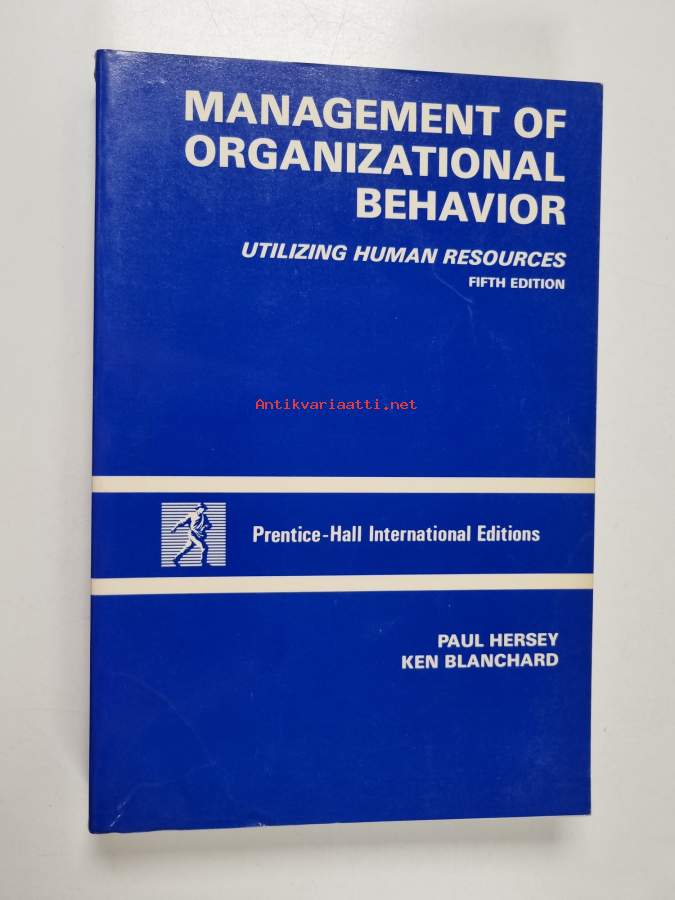 MANAGEMENT OF
ORGANIZATIONAL
BEHAVIOR
UTILIZING HUMAN RESOURCES
FIFTH EDITION
Antikvariaatti.net
Prentice-Hall International Editions
PAUL HERSEY
KEN BLANCHARD